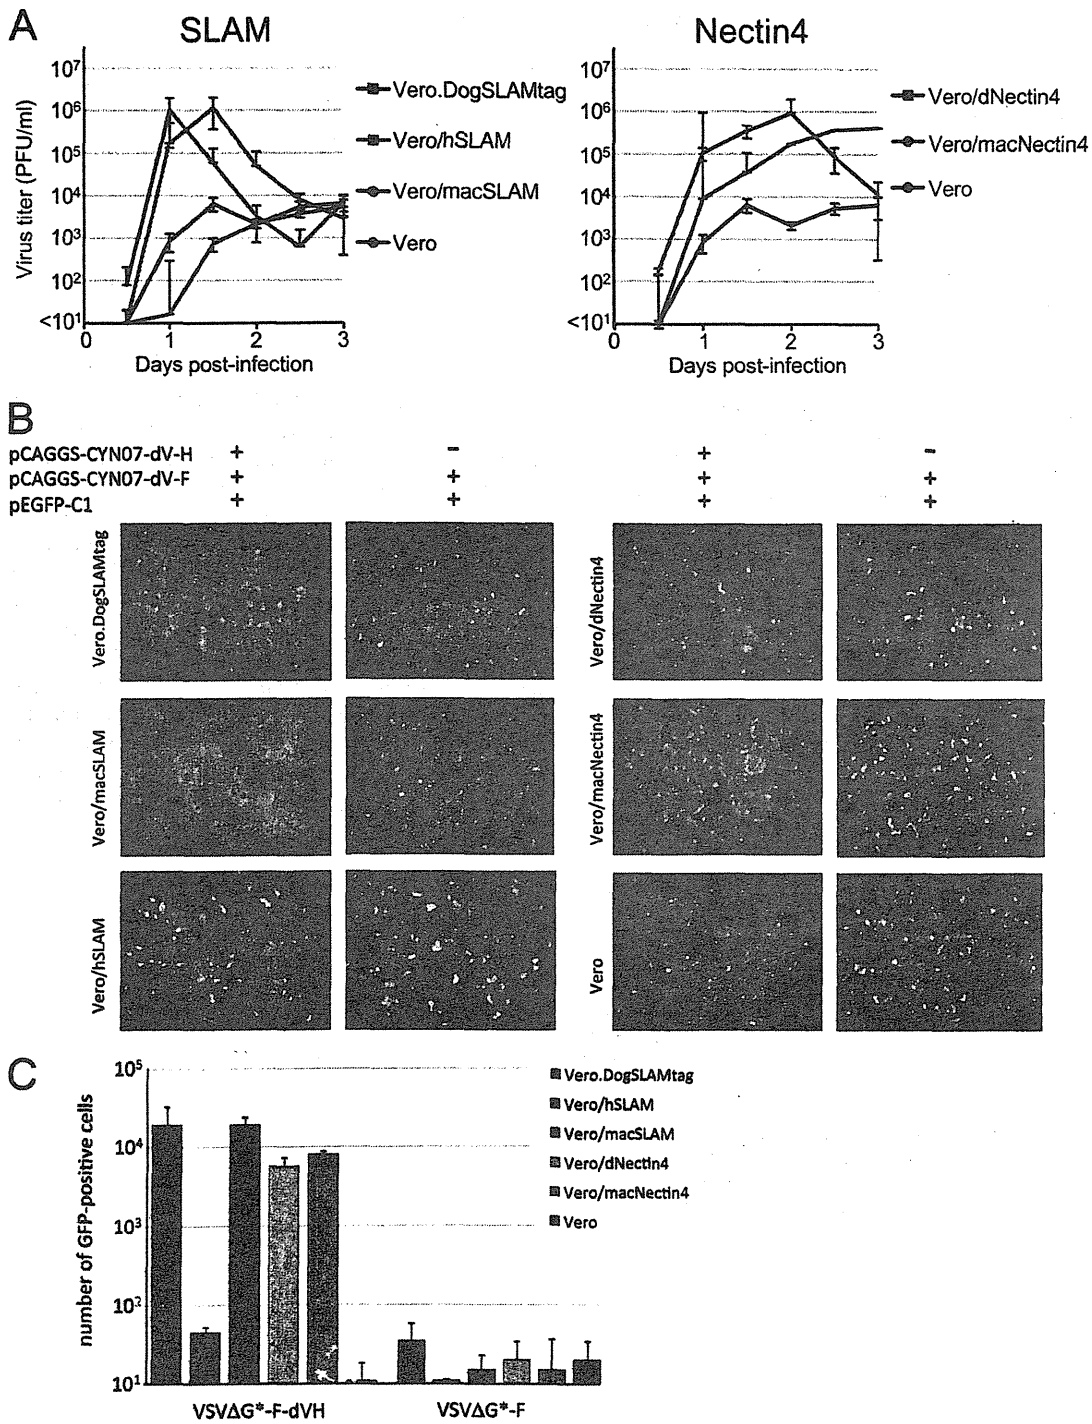 A
SLAM
Nectin4
Virus titer (PFU/ml)
10⁷
10⁶
10⁵
10⁴
10³
10²
<10¹
0
1
2
3
Days post-infection
Vero.DogSLAMtag
Vero/hSLAM
Vero/macSLAM
Vero
10⁷
10⁶
10⁵
10⁴
10³
10²
<10¹
0
1
2
3
Days post-infection
Vero/dNectin4
Vero/macNectin4
Vero
B
pCAGGS-CYN07-dV-H + − + −
pCAGGS-CYN07-dV-F + + + +
pEGFP-C1 + + + +
Vero.DogSLAMtag
Vero/dNectin4
Vero/macSLAM
Vero/macNectin4
Vero/hSLAM
Vero
C
number of GFP-positive cells
10⁵
10⁴
10³
10²
10¹
VSVΔG*-F-dVH
VSVΔG*-F
Vero.DogSLAMtag
Vero/hSLAM
Vero/macSLAM
Vero/dNectin4
Vero/macNectin4
Vero